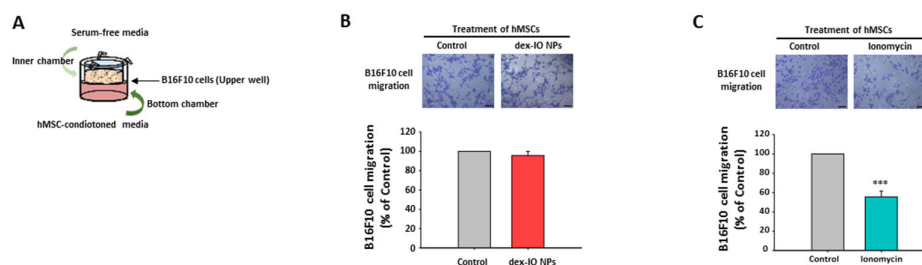 A
Serum-free media
Inner chamber
B16F10 cells (Upper well)
Bottom chamber
hMSC-condiotoned media
B
Treatment of hMSCs
Control dex-IO NPs
B16F10 cell
migration
B16F10 cell migration
(% of Control)
120
100
80
60
40
20
0
Control dex-IO NPs
C
Treatment of hMSCs
Control Ionomycin
B16F10 cell
migration
B16F10 cell migration
(% of Control)
120
100
80
60
40
20
0
***
Control Ionomycin